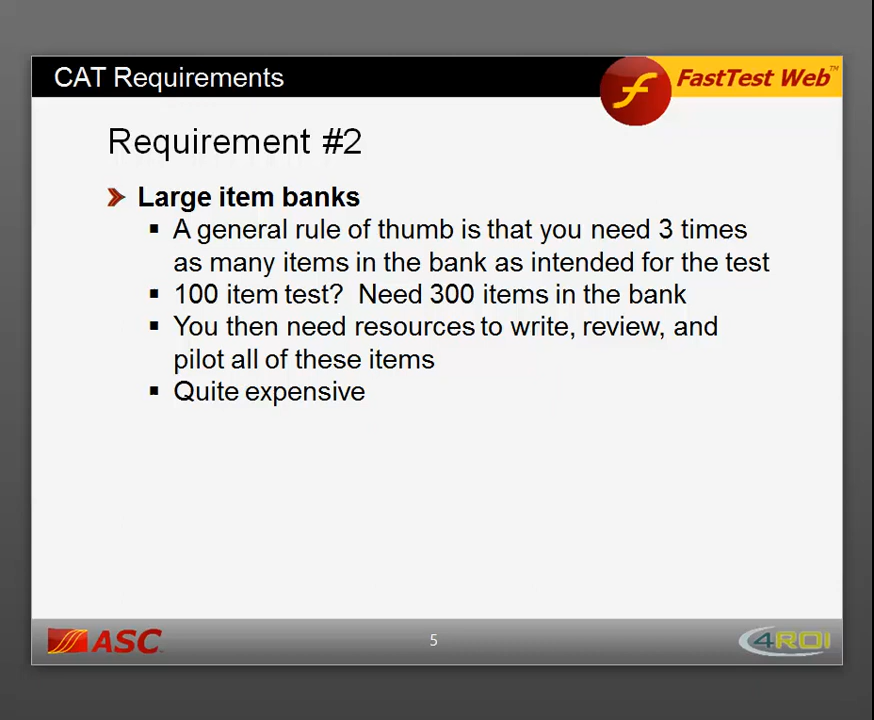 CAT Requirements
FastTest Web™
Requirement #2
Large item banks
▪ A general rule of thumb is that you need 3 times
as many items in the bank as intended for the test
▪ 100 item test?  Need 300 items in the bank
▪ You then need resources to write, review, and
pilot all of these items
▪ Quite expensive
ASC
5
4ROI